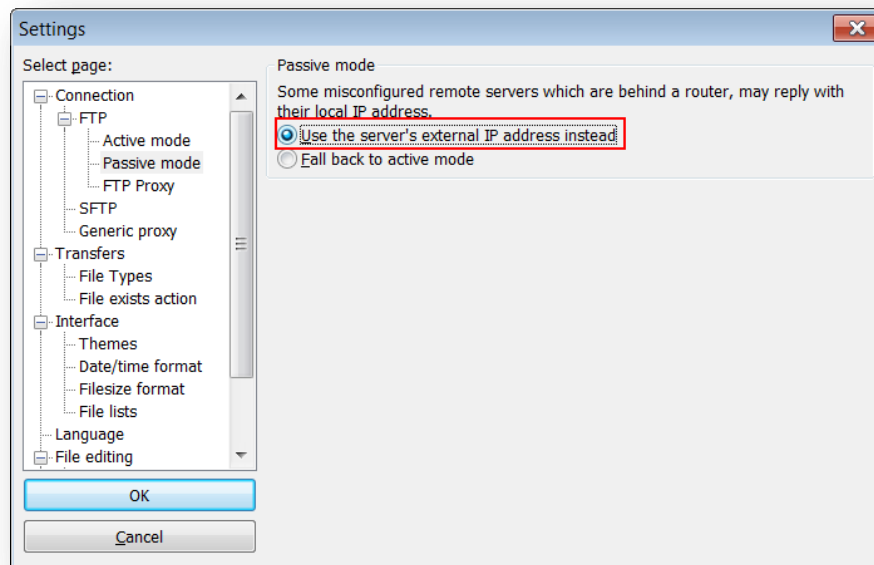 Settings
Select page:
Connection
FTP
Active mode
Passive mode
FTP Proxy
SFTP
Generic proxy
Transfers
File Types
File exists action
Interface
Themes
Date/time format
Filesize format
File lists
Language
File editing
OK
Cancel
Passive mode
Some misconfigured remote servers which are behind a router, may reply with
their local IP address.
Use the server's external IP address instead
Fall back to active mode